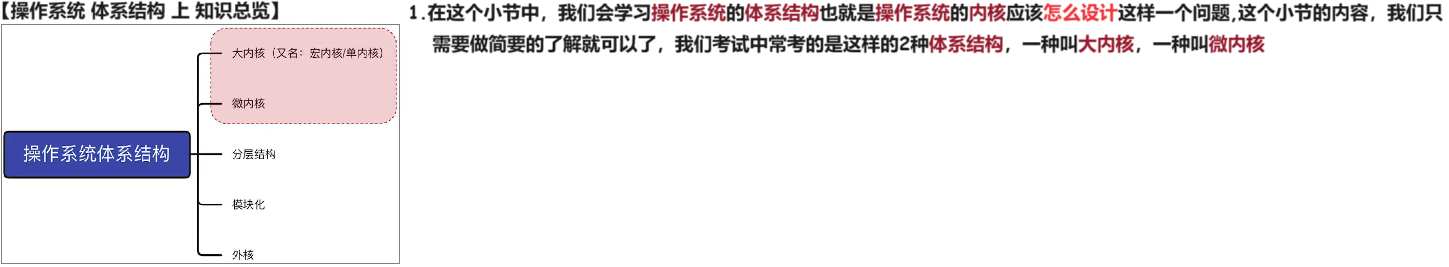 【操作系统 体系结构 上 知识总览】
大内核（又名：宏内核/单内核）
微内核
操作系统体系结构
分层结构
模块化
外核
1.在这个小节中，我们会学习操作系统的体系结构也就是操作系统的内核应该怎么设计这样一个问题,这个小节的内容，我们只
需要做简要的了解就可以了，我们考试中常考的是这样的2种体系结构，一种叫大内核，一种叫微内核